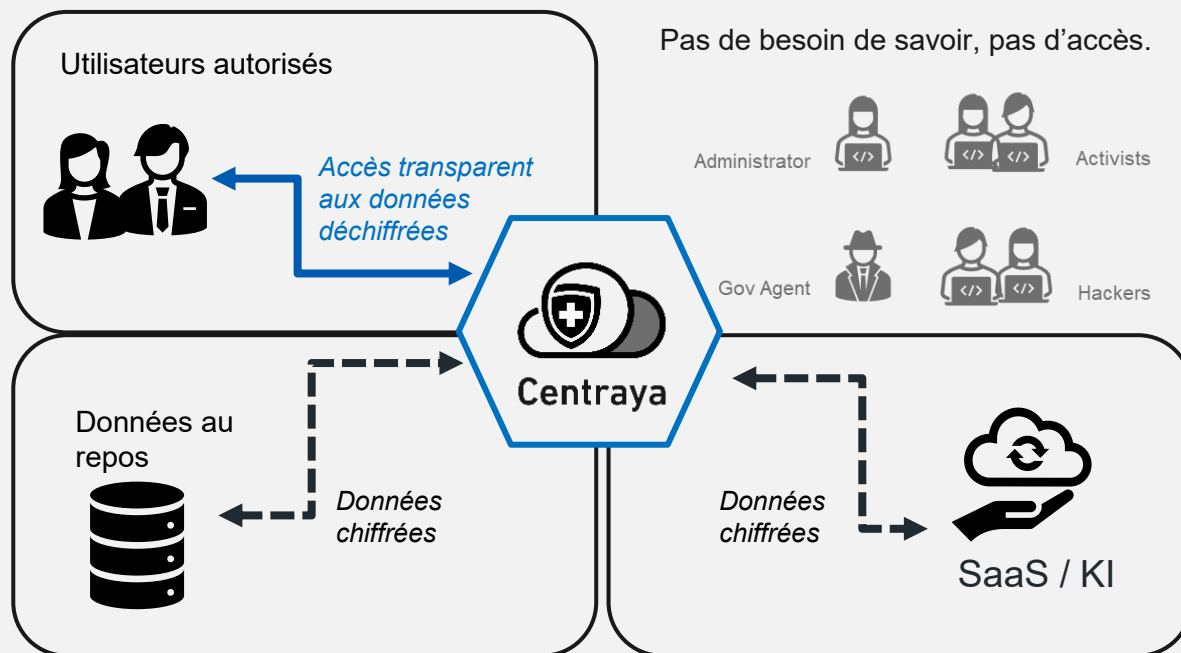 Utilisateurs autorisés
Pas de besoin de savoir, pas d’accès.
Accès transparent
aux données
déchiffrées
Administrator
</>
</>
</>
Activists
Gov Agent
</>
</>
Hackers
Centraya
Données au
repos
Données
chiffrées
Données
chiffrées
SaaS / KI